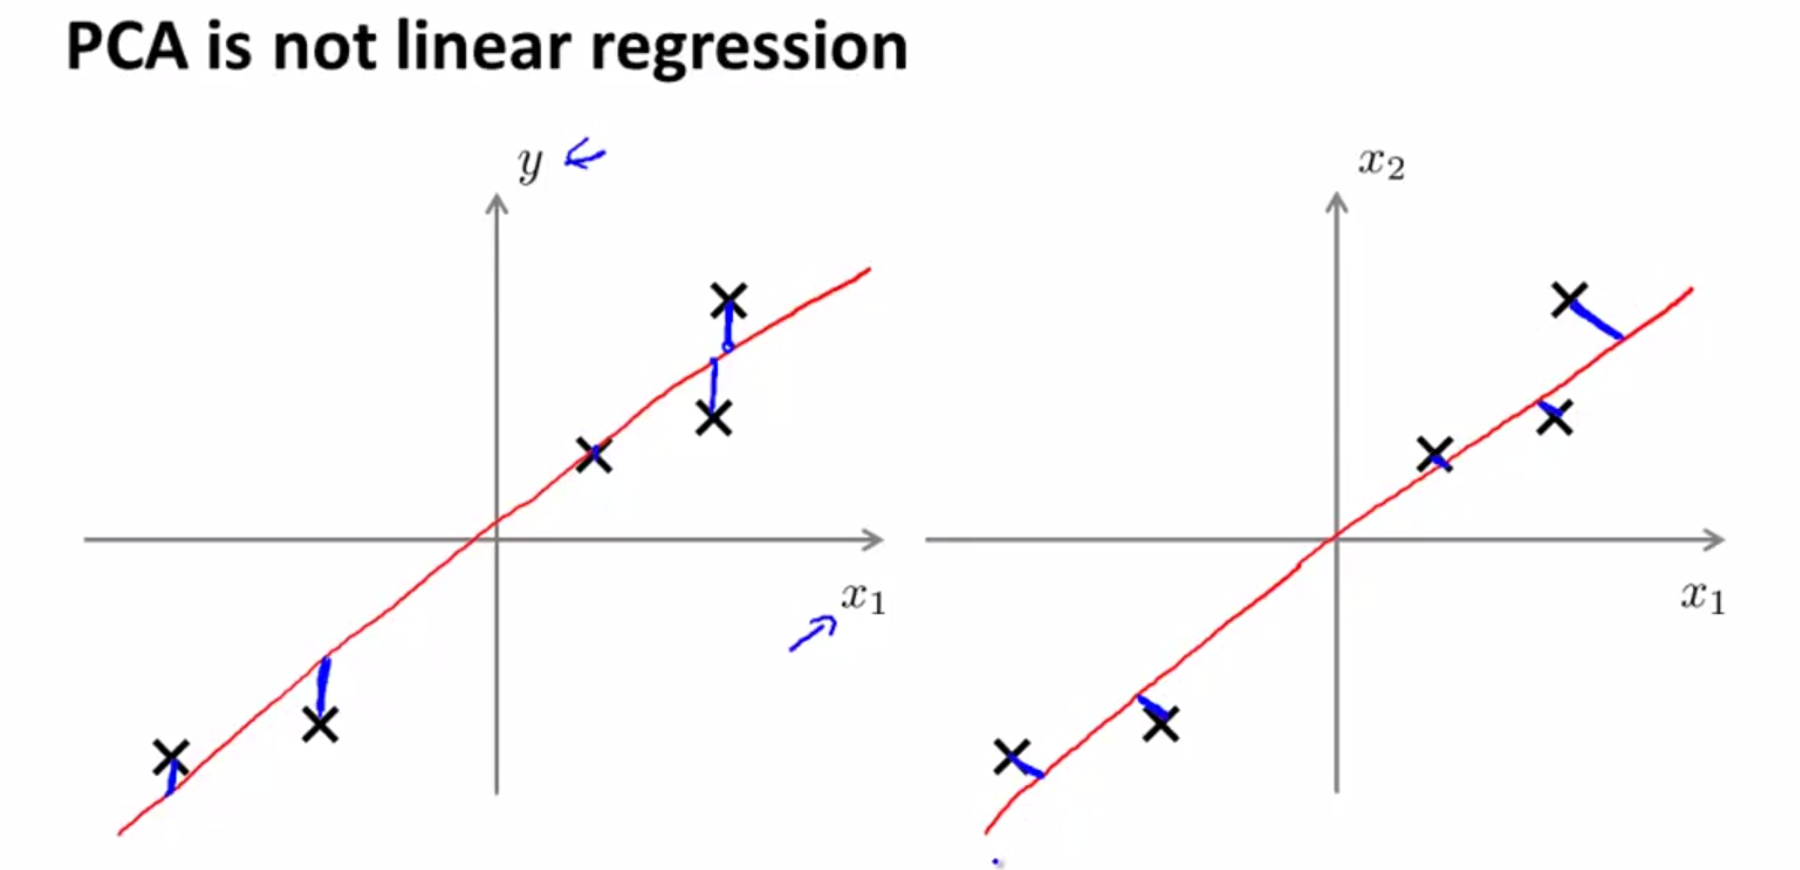 PCA is not linear regression
y
x₂
x₁
x₁